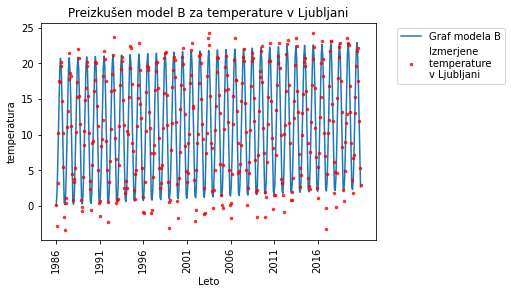 Preizkušen model B za temperature v Ljubljani
25
20
15
10
5
0
temperatura
1986
1991
1996
2001
2006
2011
2016
Leto
Graf modela B
Izmerjene
temperature
v Ljubljani